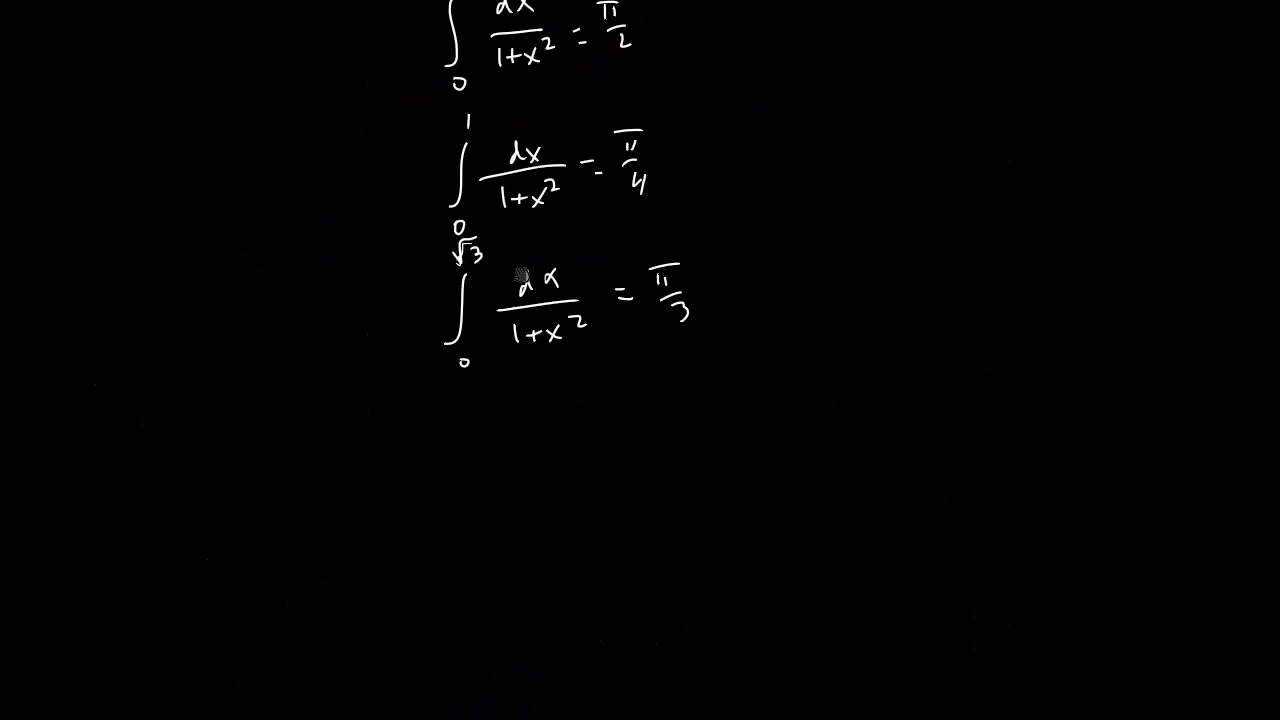 ∫₀ dx/(1+x²) = π/2
∫₀¹ dx/(1+x²) = π/4
∫₀^√3 dx/(1+x²) = π/3